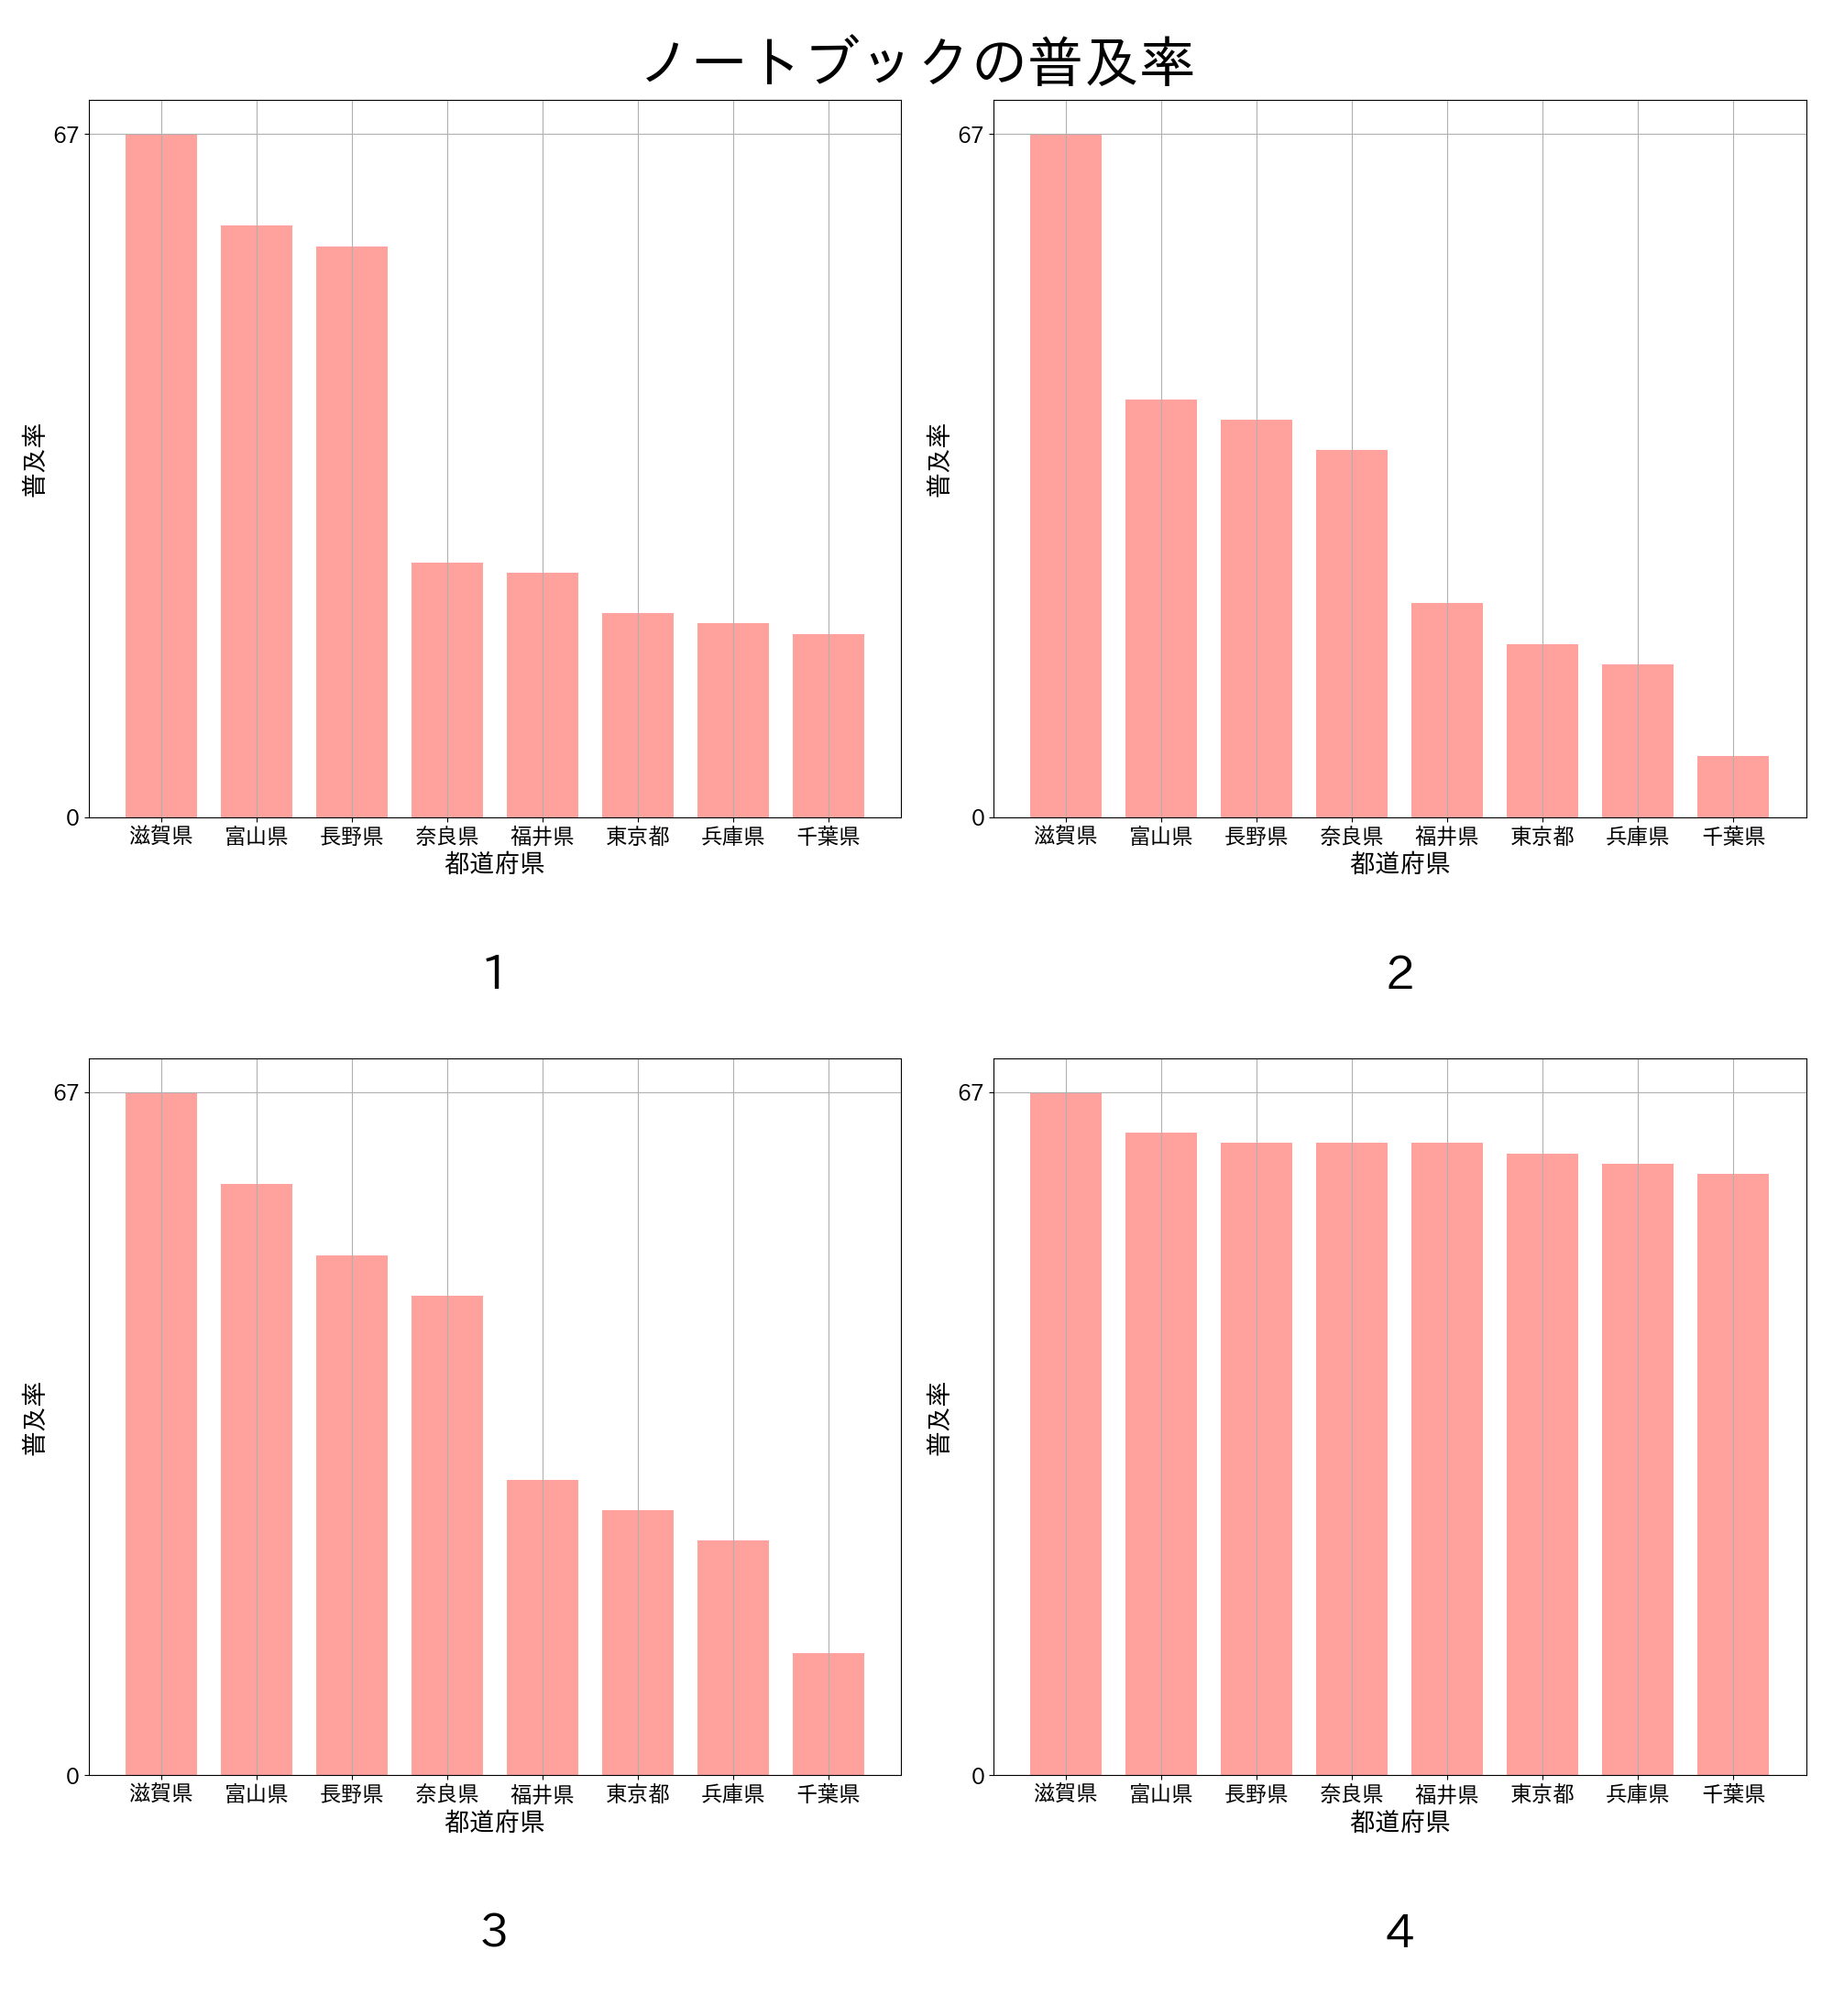 ノートブックの普及率
67
0
普及率
滋賀県 富山県 長野県 奈良県 福井県 東京都 兵庫県 千葉県
都道府県
1
67
0
普及率
滋賀県 富山県 長野県 奈良県 福井県 東京都 兵庫県 千葉県
都道府県
2
67
0
普及率
滋賀県 富山県 長野県 奈良県 福井県 東京都 兵庫県 千葉県
都道府県
3
67
0
普及率
滋賀県 富山県 長野県 奈良県 福井県 東京都 兵庫県 千葉県
都道府県
4